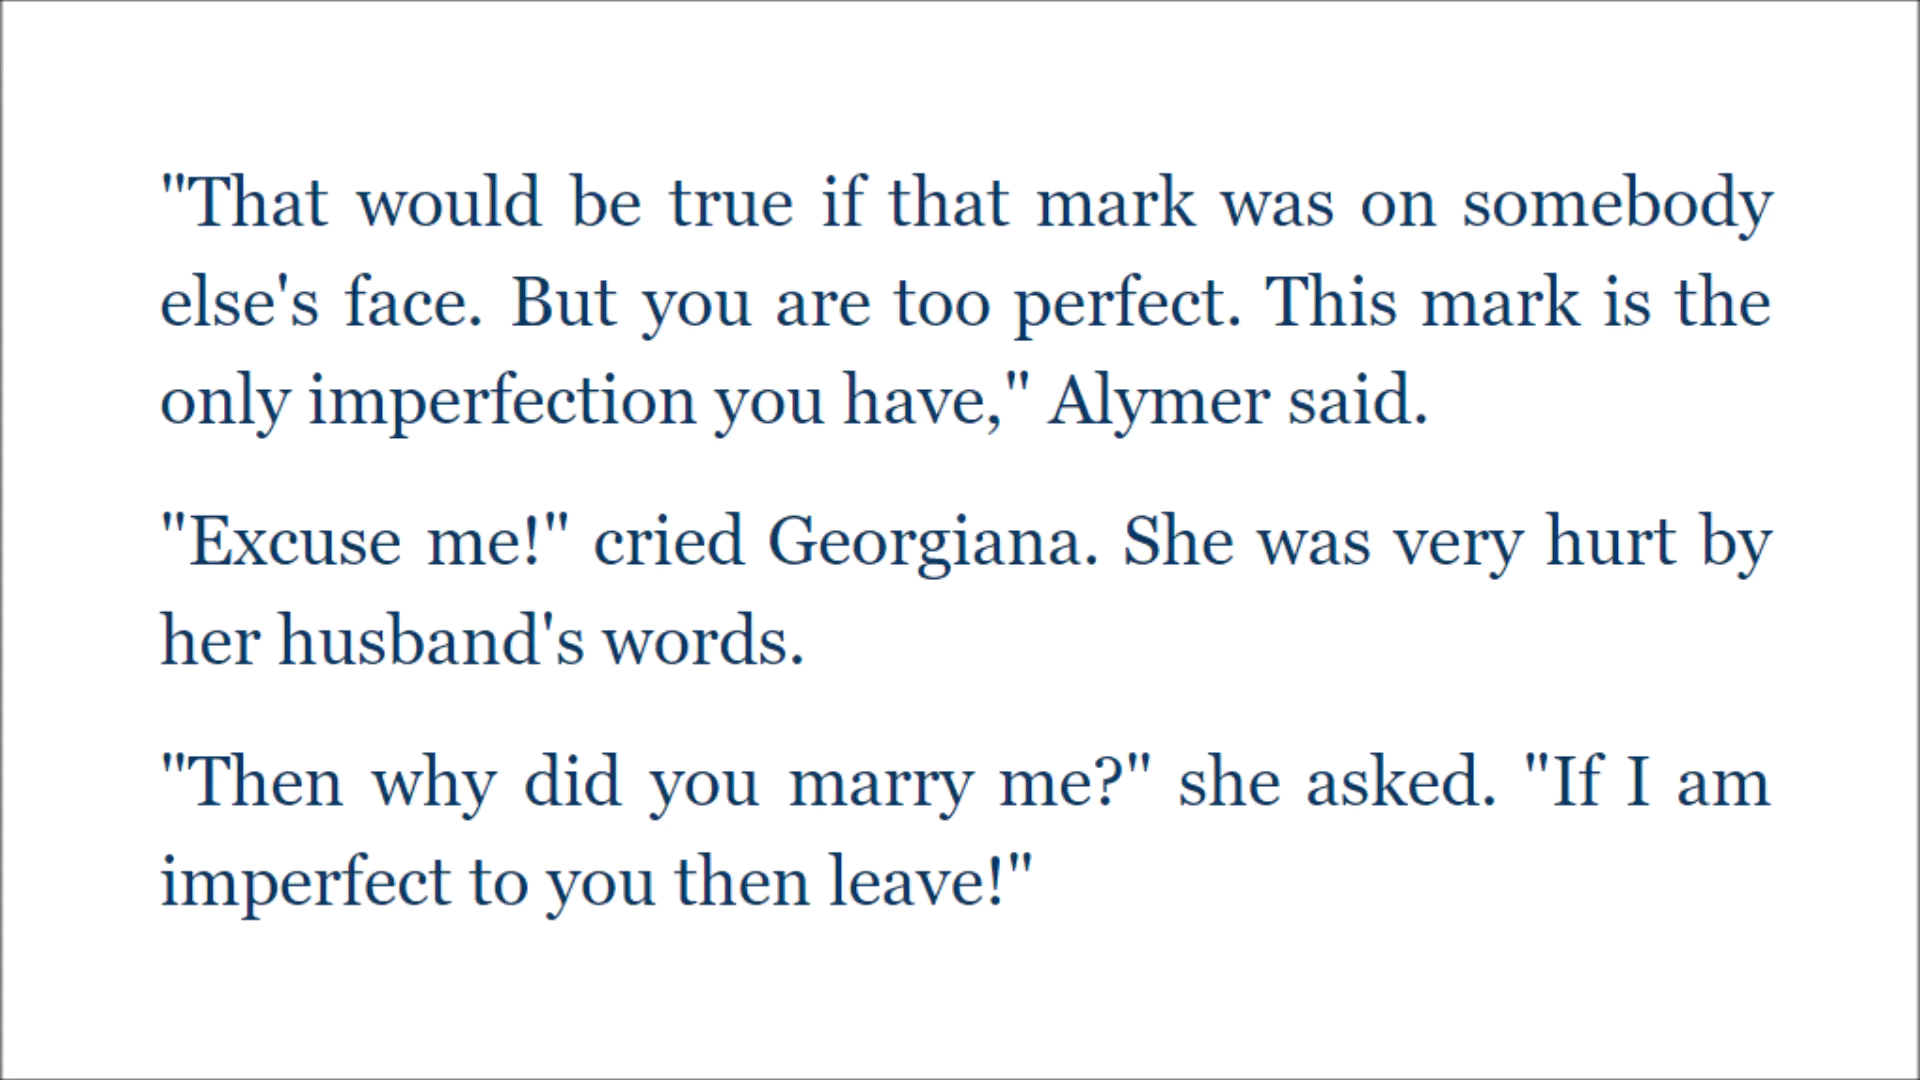 "That would be true if that mark was on somebody
else's face. But you are too perfect. This mark is the
only imperfection you have," Alymer said.
"Excuse me!" cried Georgiana. She was very hurt by
her husband's words.
"Then why did you marry me?" she asked. "If I am
imperfect to you then leave!"